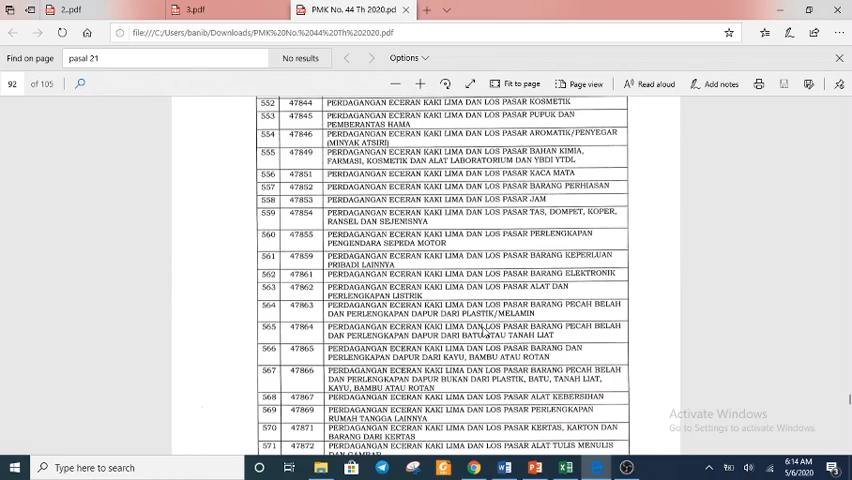 2..pdf
3.pdf
PMK No. 44 Th 2020.pd
file:///C:/Users/banib/Downloads/PMK%20No.%2044%20Th%202020.pdf
Find on page
pasal 21
No results
Options
92 of 105
Fit to page
Page view
Read aloud
Add notes
552 47844 PERDAGANGAN ECERAN KAKI LIMA DAN LOS PASAR KOSMETIK
553 47845 PERDAGANGAN ECERAN KAKI LIMA DAN LOS PASAR PUPUK DAN
PEMBERANTAS HAMA
554 47846 PERDAGANGAN ECERAN KAKI LIMA DAN LOS PASAR AROMATIK/PENYEGAR
(MINYAK ATSIRI)
555 47849 PERDAGANGAN ECERAN KAKI LIMA DAN LOS PASAR BAHAN KIMIA,
FARMASI, KOSMETIK DAN ALAT LABORATORIUM DAN YBDI YTDL
556 47851 PERDAGANGAN ECERAN KAKI LIMA DAN LOS PASAR KACA MATA
557 47852 PERDAGANGAN ECERAN KAKI LIMA DAN LOS PASAR BARANG PERHIASAN
558 47853 PERDAGANGAN ECERAN KAKI LIMA DAN LOS PASAR JAM
559 47854 PERDAGANGAN ECERAN KAKI LIMA DAN LOS PASAR TAS, DOMPET, KOPER,
RANSEL DAN SEJENISNYA
560 47855 PERDAGANGAN ECERAN KAKI LIMA DAN LOS PASAR PERLENGKAPAN
PENGENDARA SEPEDA MOTOR
561 47859 PERDAGANGAN ECERAN KAKI LIMA DAN LOS PASAR BARANG KEPERLUAN
PRIBADI LAINNYA
562 47861 PERDAGANGAN ECERAN KAKI LIMA DAN LOS PASAR BARANG ELEKTRONIK
563 47862 PERDAGANGAN ECERAN KAKI LIMA DAN LOS PASAR ALAT DAN
PERLENGKAPAN LISTRIK
564 47863 PERDAGANGAN ECERAN KAKI LIMA DAN LOS PASAR BARANG PECAH BELAH
DAN PERLENGKAPAN DAPUR DARI PLASTIK/MELAMIN
565 47864 PERDAGANGAN ECERAN KAKI LIMA DAN LOS PASAR BARANG PECAH BELAH
DAN PERLENGKAPAN DAPUR DARI BATU ATAU TANAH LIAT
566 47865 PERDAGANGAN ECERAN KAKI LIMA DAN LOS PASAR BARANG DAN
PERLENGKAPAN DAPUR DARI KAYU, BAMBU ATAU ROTAN
567 47866 PERDAGANGAN ECERAN KAKI LIMA DAN LOS PASAR BARANG PECAH BELAH
DAN PERLENGKAPAN DAPUR BUKAN DARI PLASTIK, BATU, TANAH LIAT,
KAYU, BAMBU ATAU ROTAN
568 47867 PERDAGANGAN ECERAN KAKI LIMA DAN LOS PASAR ALAT KEBERSIHAN
569 47869 PERDAGANGAN ECERAN KAKI LIMA DAN LOS PASAR PERLENGKAPAN
RUMAH TANGGA LAINNYA
570 47871 PERDAGANGAN ECERAN KAKI LIMA DAN LOS PASAR KERTAS, KARTON DAN
BARANG DARI KERTAS
571 47872 PERDAGANGAN ECERAN KAKI LIMA DAN LOS PASAR ALAT TULIS MENULIS
DAN GAMBAR
Activate Windows
Go to Settings to activate Windows.
Type here to search
6:14 AM
5/6/2020
3